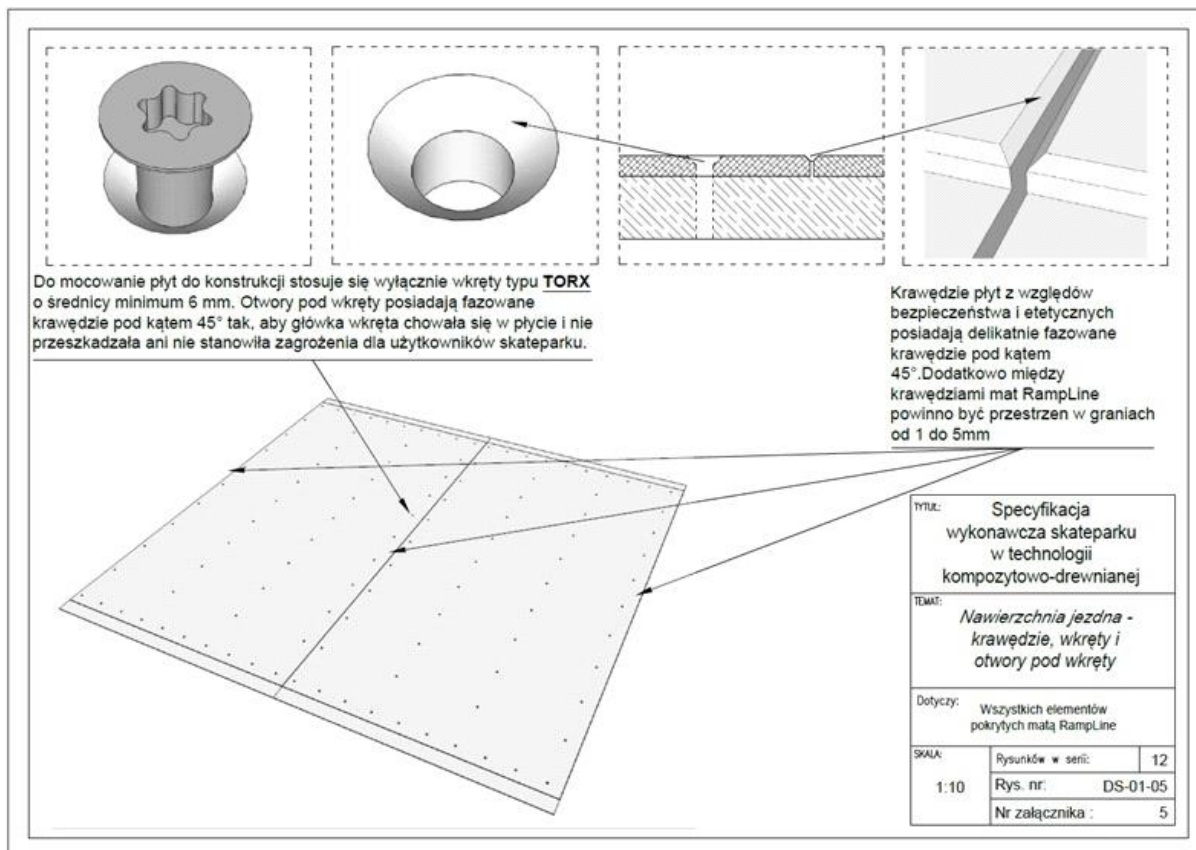 Do mocowanie płyt do konstrukcji stosuje się wyłącznie wkręty typu TORX
o średnicy minimum 6 mm. Otwory pod wkręty posiadają fazowane
krawędzie pod kątem 45° tak, aby główka wkręta chowała się w płycie i nie
przeszkadzała ani nie stanowiła zagrożenia dla użytkowników skateparku.
Krawędzie płyt z względów
bezpieczeństwa i etetycznych
posiadają delikatnie fazowane
krawędzie pod kątem
45°.Dodatkowo między
krawędziami mat RampLine
powinno być przestrzen w graniach
od 1 do 5mm
TYTUŁ:
Specyfikacja
wykonawcza skateparku
w technologii
kompozytowo-drewnianej
TEMAT:
Nawierzchnia jezdna -
krawędzie, wkręty i
otwory pod wkręty
Dotyczy:
Wszystkich elementów
pokrytych matą RampLine
SKALA:
1:10
Rysunków w serii: 12
Rys. nr: DS-01-05
Nr załącznika : 5